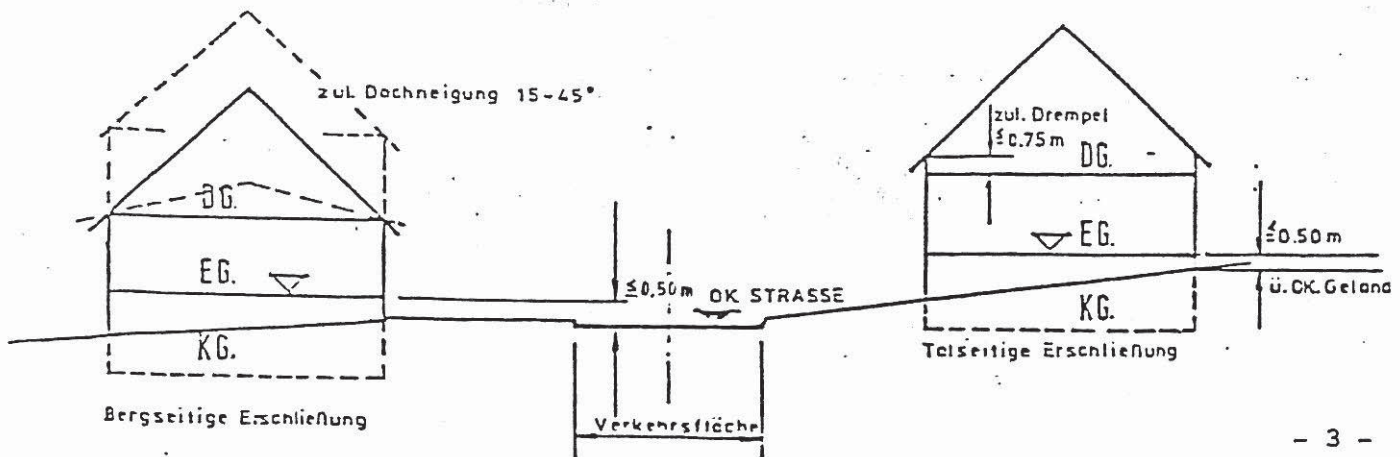 zul. Dachneigung 15-45°
zul. Drempel
≤ 0.75m
DG.
DG.
EG.
≤0.50m
EG.
≤0,50m OK STRASSE
ü. OK. Geländ
KG.
KG.
Talseitige Erschließung
Bergseitige Erschließung
Verkehrsfläche
- 3 -